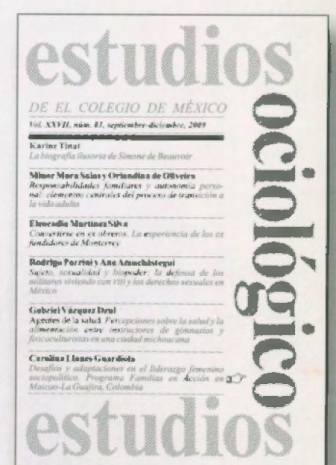 estudios
sociológicos
DE EL COLEGIO DE MÉXICO
Vol. XXVII, núm. 81, septiembre-diciembre, 2009
Karine Tinat
La biografía ilusoria de Simone de Beauvoir
Minor Mora Salas y Orlandina de Oliveira
Responsabilidades familiares y autonomía perso-
nal: elementos centrales del proceso de transición a
la vida adulta
Eleocadio Martínez Silva
Convertirse en ex obreros. La experiencia de los ex
fundidores de Monterrey
Rodrigo Parrini y Ana Amuchástegui
Sujeto, sexualidad y biopoder: la defensa de los
militares viviendo con VIH y los derechos sexuales en
México
Gabriel Vázquez Dzul
Agentes de la salud. Percepciones sobre la salud y la
alimentación entre instructores de gimnasios y
fisicoculturistas en una ciudad michoacana
Carolina Llanes Guardiola
Desafíos y adaptaciones en el liderazgo femenino
sociopolítico. Programa Familias en Acción en
Maicao-La Guajira, Colombia
estudios